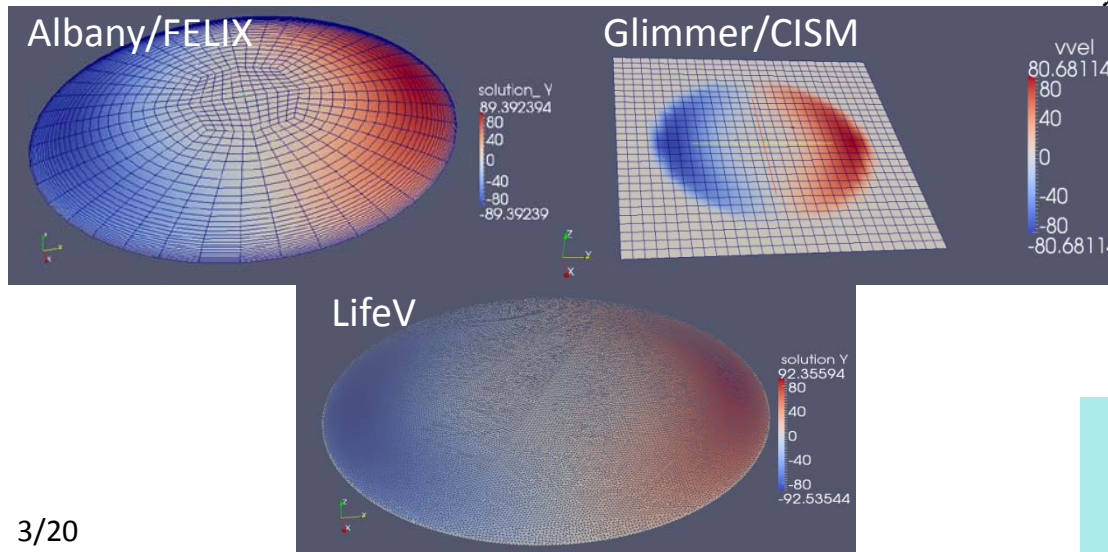 Albany/FELIX
solution_Y
89.392394
80
40
0
-40
-80
-89.39239
Glimmer/CISM
vvel
80.68114
80
40
0
-40
-80
-80.68114
Z
Y
X
LifeV
solution Y
92.35594
80
40
0
-40
-80
-92.53544
Z
Y
X
3/20